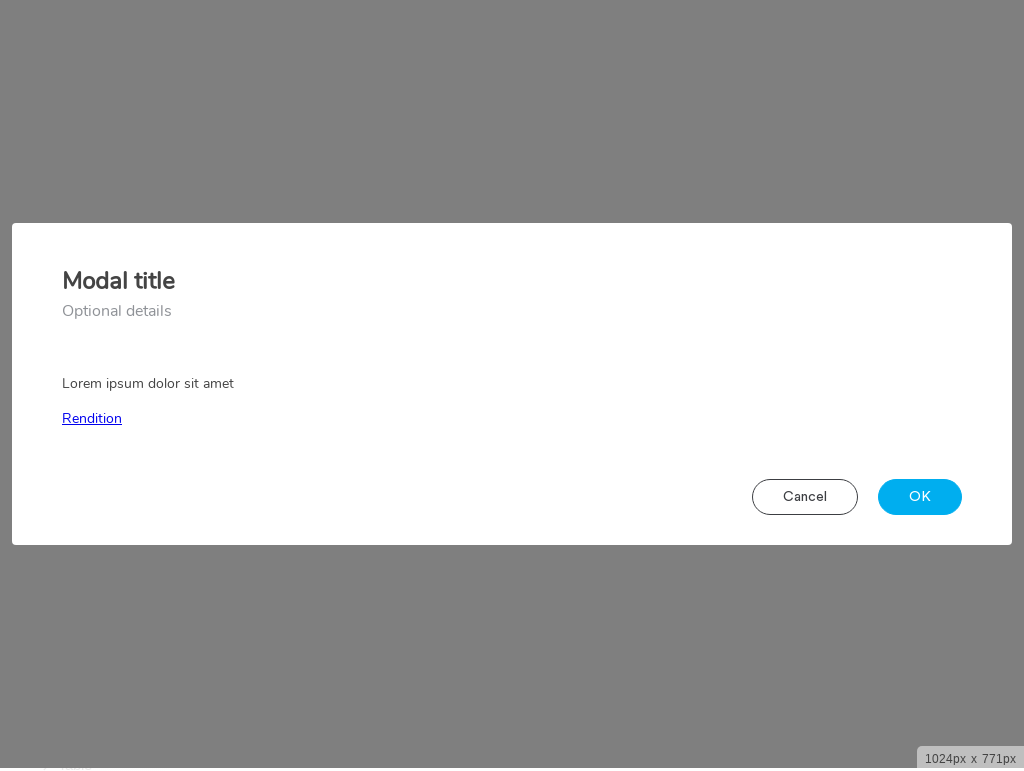 Modal title
Optional details
Lorem ipsum dolor sit amet
Rendition
Cancel
OK
1024px x 771px